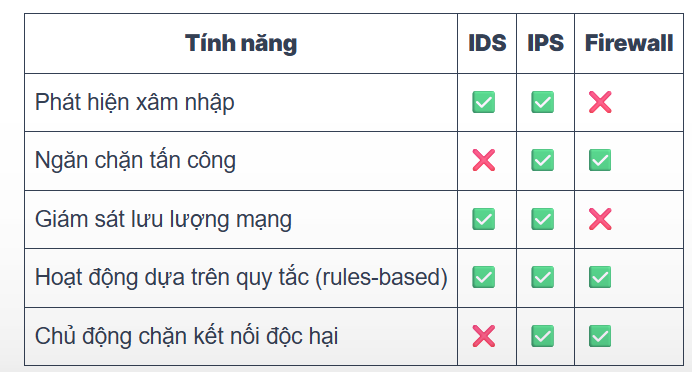 Tính năng IDS IPS Firewall
Phát hiện xâm nhập ✅ ✅ ❌
Ngăn chặn tấn công ❌ ✅ ✅
Giám sát lưu lượng mạng ✅ ✅ ❌
Hoạt động dựa trên quy tắc (rules-based) ✅ ✅ ✅
Chủ động chặn kết nối độc hại ❌ ✅ ✅